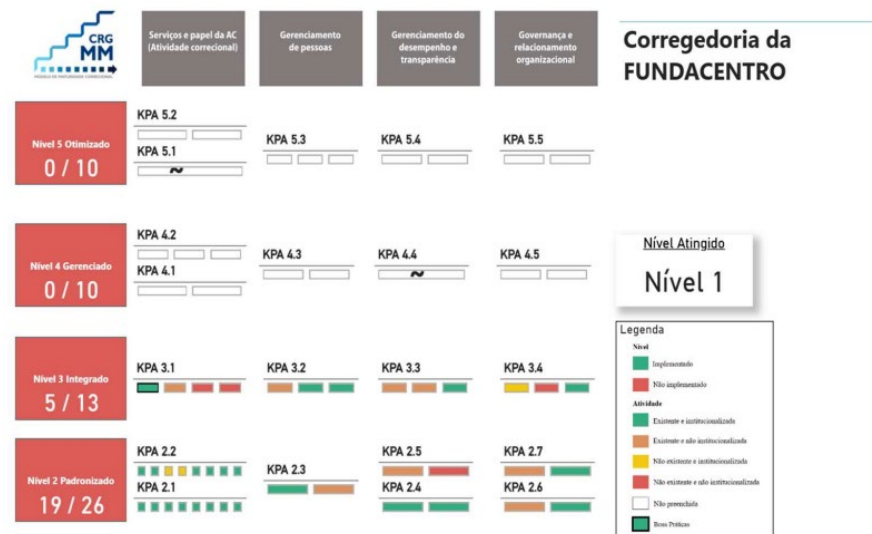 CRG
MM
MODELO DE MATURIDADE CORRECIONAL
Serviços e papel da AC
(Atividade correcional)
Gerenciamento
de pessoas
Gerenciamento do
desempenho e
transparência
Governança e
relacionamento
organizacional
Corregedoria da
FUNDACENTRO
Nível 5 Otimizado
0 / 10
KPA 5.2
KPA 5.1
~
KPA 5.3
KPA 5.4
KPA 5.5
Nível 4 Gerenciado
0 / 10
KPA 4.2
KPA 4.1
KPA 4.3
KPA 4.4
~
KPA 4.5
Nível Atingido
Nível 1
Nível 3 Integrado
5 / 13
KPA 3.1
KPA 3.2
KPA 3.3
KPA 3.4
Nível 2 Padronizado
19 / 26
KPA 2.2
KPA 2.1
KPA 2.3
KPA 2.5
KPA 2.4
KPA 2.7
KPA 2.6
Legenda
Nível
Implementado
Não implementado
Atividade
Existente e institucionalizada
Existente e não institucionalizada
Não existente e institucionalizada
Não existente e não institucionalizada
Não preenchida
Boas Práticas